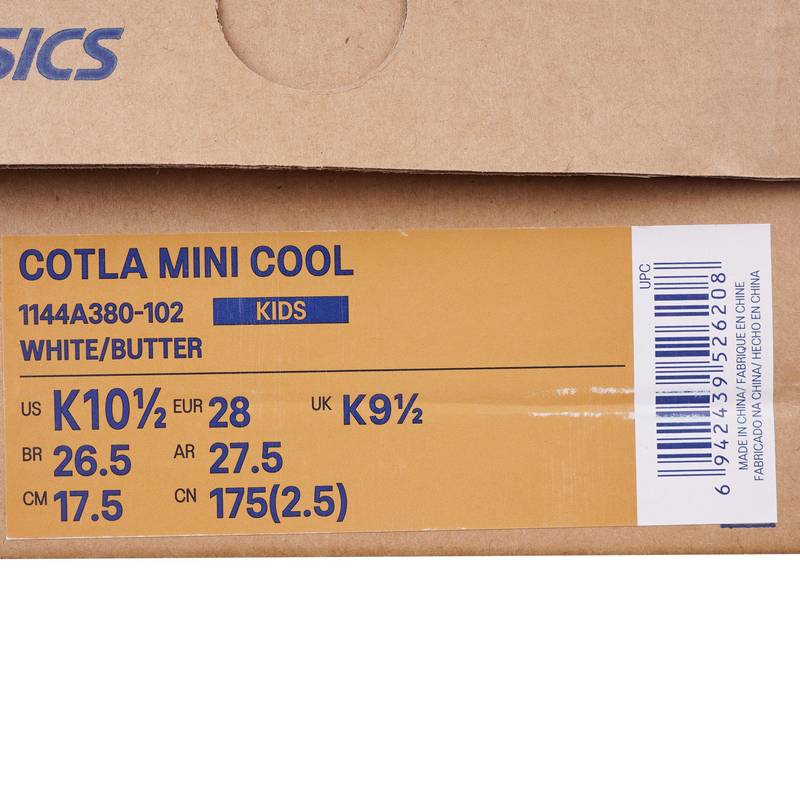 SICS
COTLA MINI COOL
1144A380-102 KIDS
WHITE/BUTTER
US K10½ EUR 28 UK K9½
BR 26.5 AR 27.5
CM 17.5 CN 175(2.5)
UPC
6 942439 526208
MADE IN CHINA/ FABRIQUE EN CHINE
FABRICADO NA CHINA/ HECHO EN CHINA